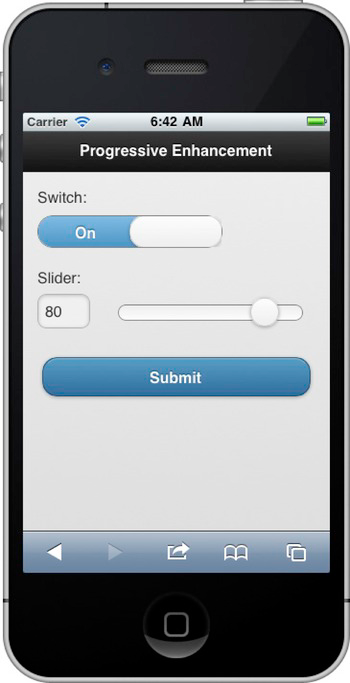 Carrier 6:42 AM
Progressive Enhancement
Switch:
On
Slider:
80
Submit